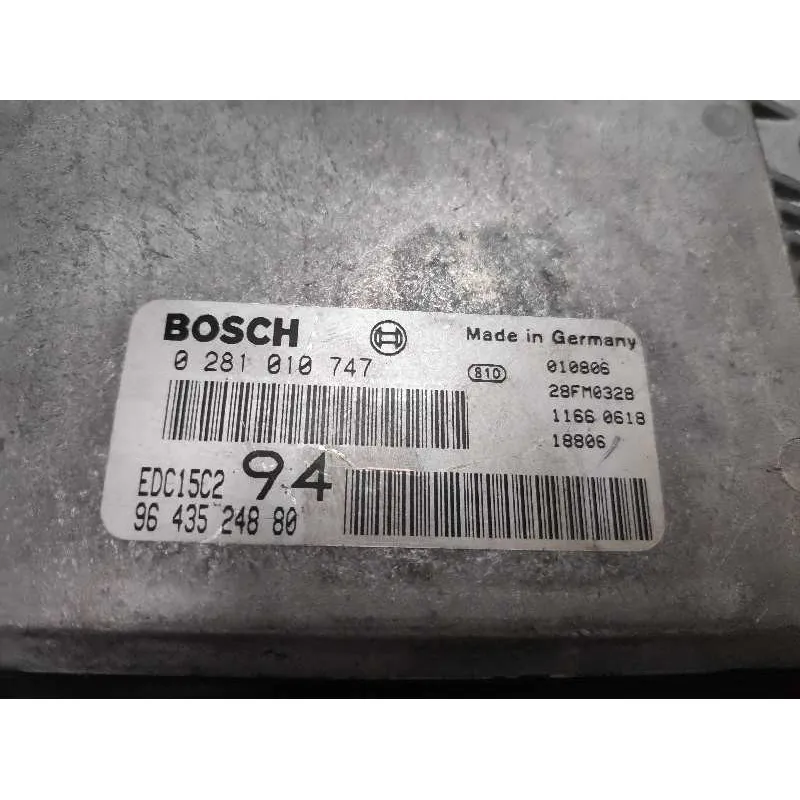 BOSCH
Made in Germany
0 281 010 747
810
010806
28FM0328
1166 0618
18806
EDC15C2 94
96 435 248 80